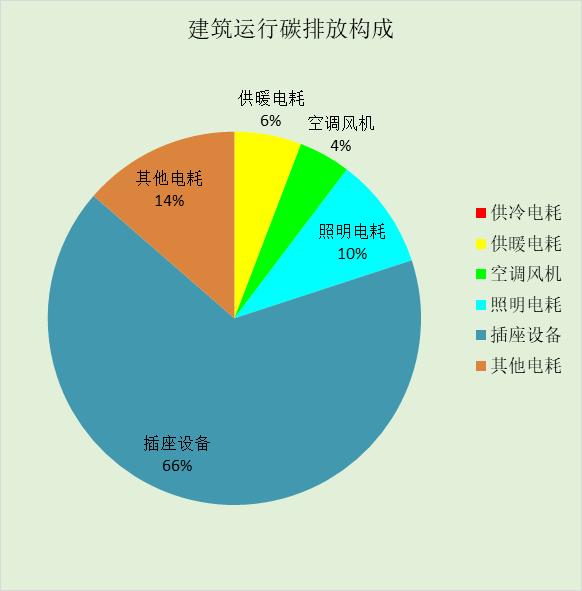 建筑运行碳排放构成
供暖电耗
6%
空调风机
4%
其他电耗
14%
照明电耗
10%
插座设备
66%
供冷电耗
供暖电耗
空调风机
照明电耗
插座设备
其他电耗